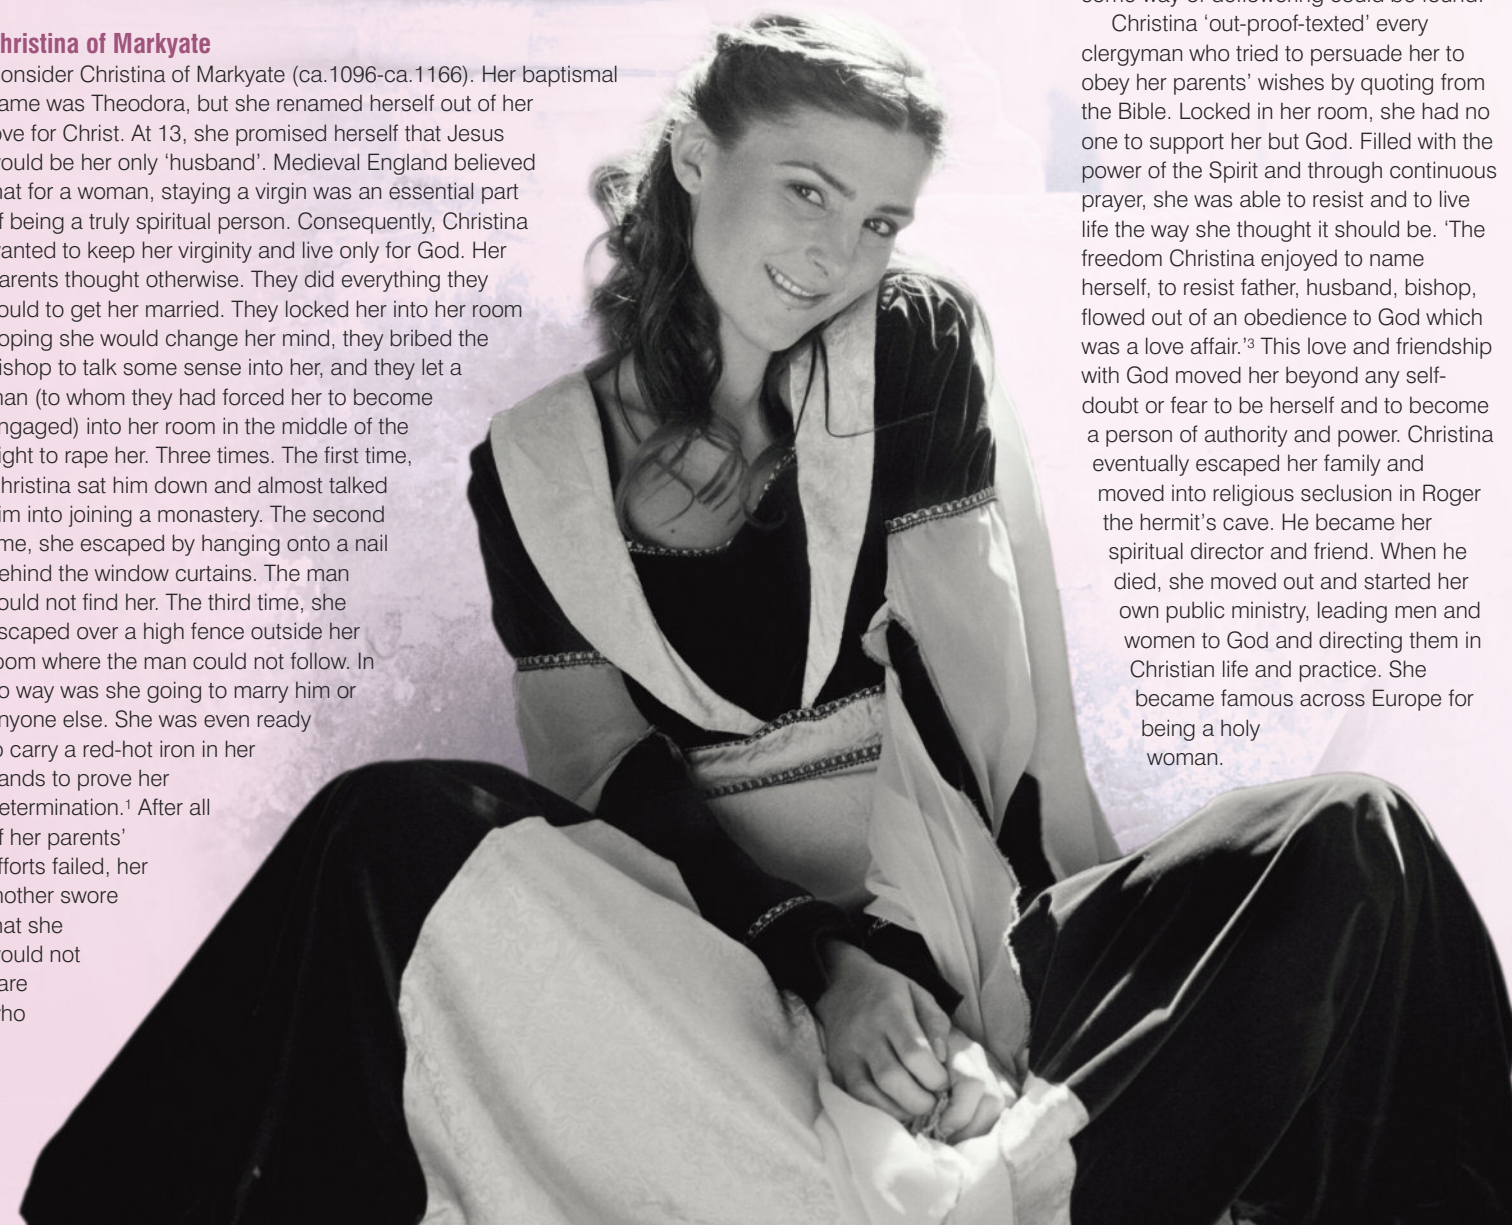 hristina of Markyate
onsider Christina of Markyate (ca.1096-ca.1166). Her baptismal
ame was Theodora, but she renamed herself out of her
ove for Christ. At 13, she promised herself that Jesus
ould be her only ‘husband’. Medieval England believed
hat for a woman, staying a virgin was an essential part
f being a truly spiritual person. Consequently, Christina
anted to keep her virginity and live only for God. Her
arents thought otherwise. They did everything they
ould to get her married. They locked her into her room
oping she would change her mind, they bribed the
ishop to talk some sense into her, and they let a
nan (to whom they had forced her to become
ngaged) into her room in the middle of the
ight to rape her. Three times. The first time,
hristina sat him down and almost talked
im into joining a monastery. The second
me, she escaped by hanging onto a nail
ehind the window curtains. The man
ould not find her. The third time, she
scaped over a high fence outside her
oom where the man could not follow. In
o way was she going to marry him or
nyone else. She was even ready
o carry a red-hot iron in her
ands to prove her
etermination.¹ After all
f her parents’
fforts failed, her
nother swore
hat she
ould not
are
ho
some way of deflowering could be found.
Christina ‘out-proof-texted’ every
clergyman who tried to persuade her to
obey her parents’ wishes by quoting from
the Bible. Locked in her room, she had no
one to support her but God. Filled with the
power of the Spirit and through continuous
prayer, she was able to resist and to live
life the way she thought it should be. ‘The
freedom Christina enjoyed to name
herself, to resist father, husband, bishop,
flowed out of an obedience to God which
was a love affair.’³ This love and friendship
with God moved her beyond any self-
doubt or fear to be herself and to become
a person of authority and power. Christina
eventually escaped her family and
moved into religious seclusion in Roger
the hermit’s cave. He became her
spiritual director and friend. When he
died, she moved out and started her
own public ministry, leading men and
women to God and directing them in
Christian life and practice. She
became famous across Europe for
being a holy
woman.